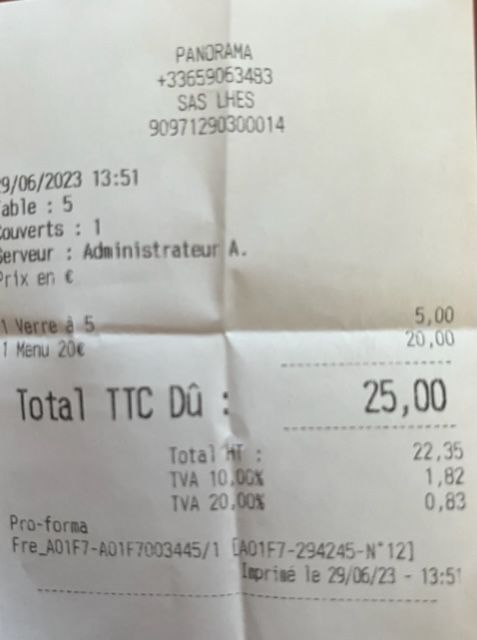 PANORAMA
+33659063483
SAS LHES
90971290300014
9/06/2023 13:51
able : 5
ouverts : 1
erveur : Administrateur A.
Prix en €
1 Verre à 5 5,00
1 Menu 20€ 20,00
Total TTC Dû : 25,00
Total HT : 22,35
TVA 10,00% 1,82
TVA 20,00% 0,83
Pro-forma
Fre_A01F7-A01F7003445/1 [A01F7-294245-N°12]
Imprimé le 29/06/23 - 13:51